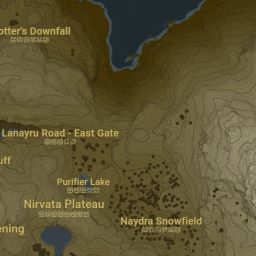 otter's Downfall
Lanayru Road - East Gate
uff
Purifier Lake
Nirvata Plateau
Naydra Snowfield
ening